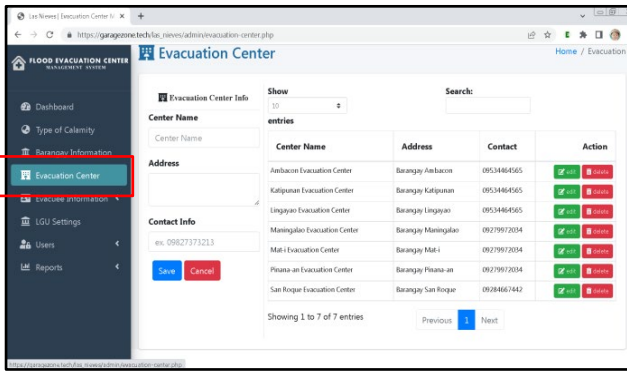 Las Nieves | Evacuation Center M
https://garagezone.tech/las_nieves/admin/evacuation-center.php
FLOOD EVACUATION CENTER
MANAGEMENT SYSTEM
Dashboard
Type of Calamity
Barangay Information
Evacuation Center
Evacuee Information
LGU Settings
Users
Reports
Evacuation Center
Home / Evacuation
Evacuation Center Info
Center Name
Center Name
Address
Contact Info
ex. 09827373213
Save Cancel
Show
10
entries
Search:
Center Name Address Contact Action
Ambacon Evacuation Center Barangay Ambacon 09534464565 edit delete
Katipunan Evacuation Center Barangay Katipunan 09534464565 edit delete
Lingayao Evacuation Center Barangay Lingayao 09534464565 edit delete
Maningalao Evacuation Center Barangay Maningalao 09279972034 edit delete
Mat-i Evacuation Center Barangay Mat-i 09279972034 edit delete
Pinana-an Evacuation Center Barangay Pinana-an 09279972034 edit delete
San Roque Evacuation Center Barangay San Roque 09284667442 edit delete
Showing 1 to 7 of 7 entries
Previous 1 Next
https://garagezone.tech/las_nieves/admin/evacuation-center.php